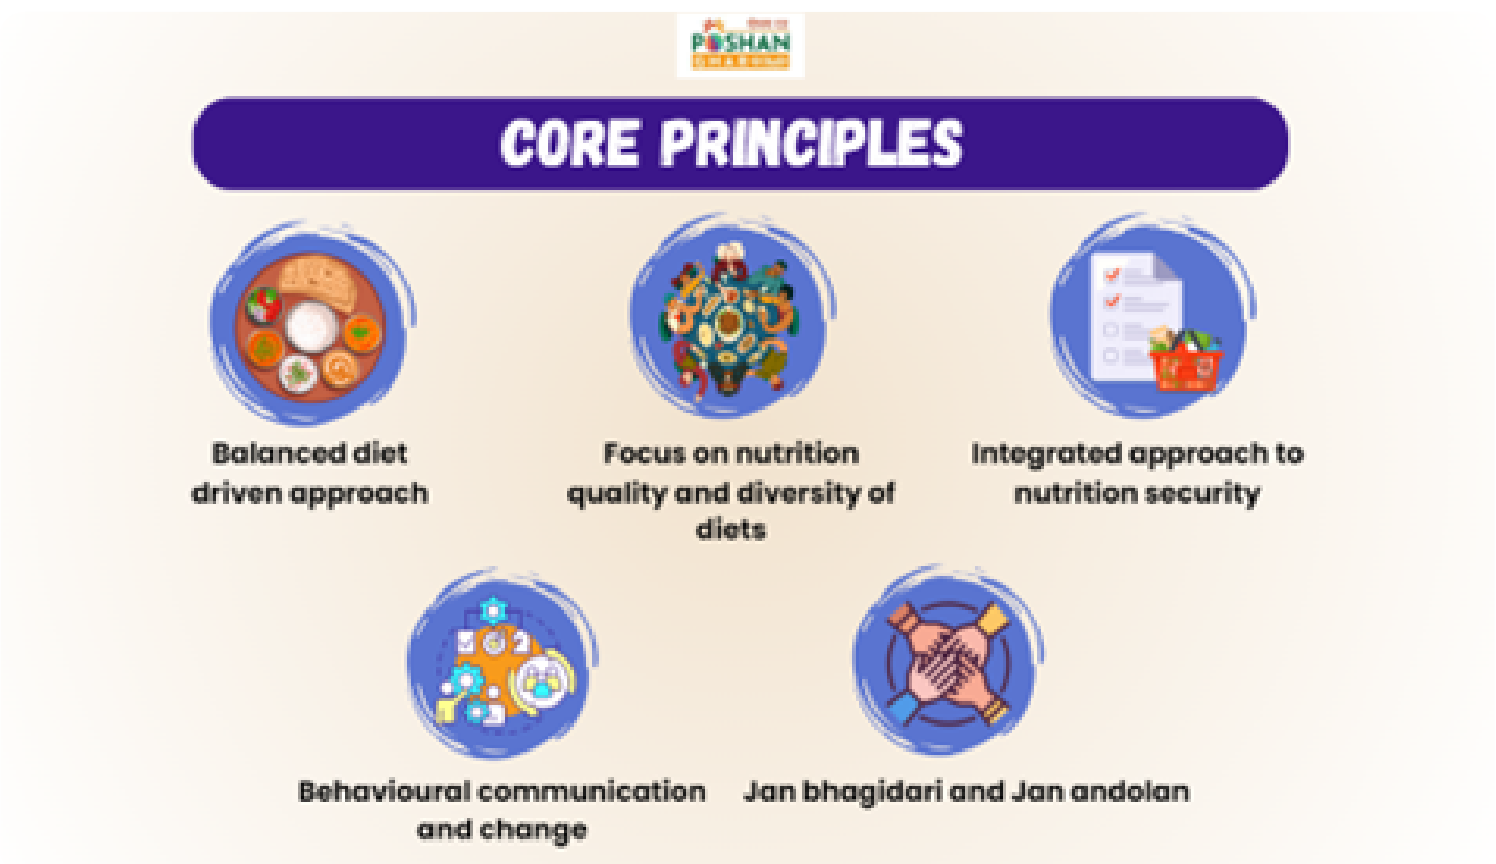 POSHAN
CORE PRINCIPLES
Balanced diet
driven approach
Focus on nutrition
quality and diversity of
diets
Integrated approach to
nutrition security
Behavioural communication
and change
Jan bhagidari and Jan andolan